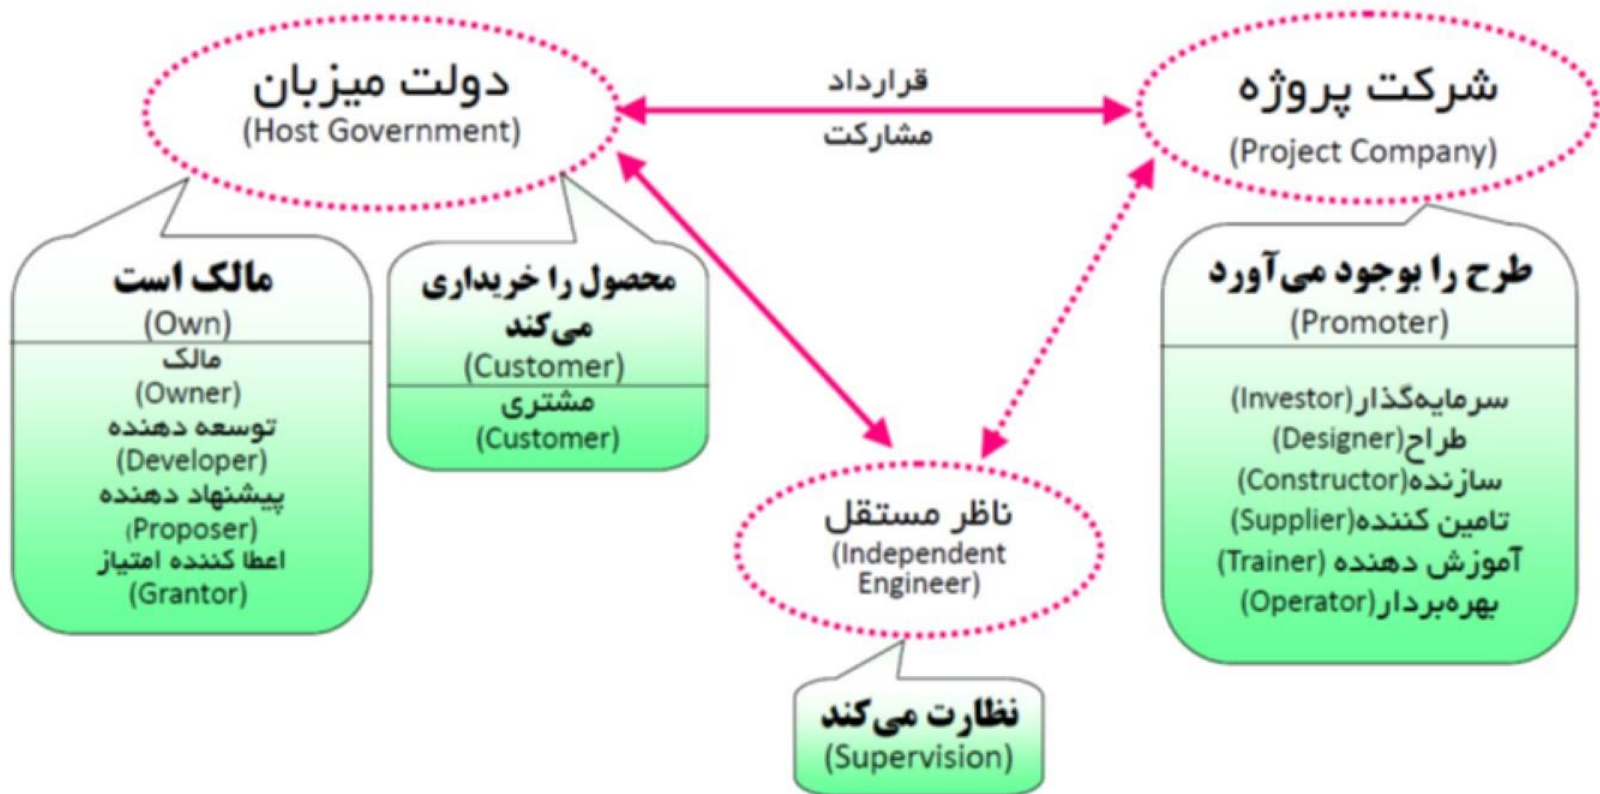 دولت میزبان
(Host Government)
قرارداد
مشارکت
شرکت پروژه
(Project Company)
مالک است
(Own)
مالک
(Owner)
توسعه دهنده
(Developer)
پیشنهاد دهنده
(Proposer)
اعطا کننده امتیاز
(Grantor)
محصول را خریداری
می‌کند
(Customer)
مشتری
(Customer)
طرح را بوجود می‌آورد
(Promoter)
سرمایه‌گذار(Investor)
طراح(Designer)
سازنده(Constructor)
تامین کننده(Supplier)
آموزش دهنده (Trainer)
بهره‌بردار(Operator)
ناظر مستقل
(Independent
Engineer)
نظارت می‌کند
(Supervision)